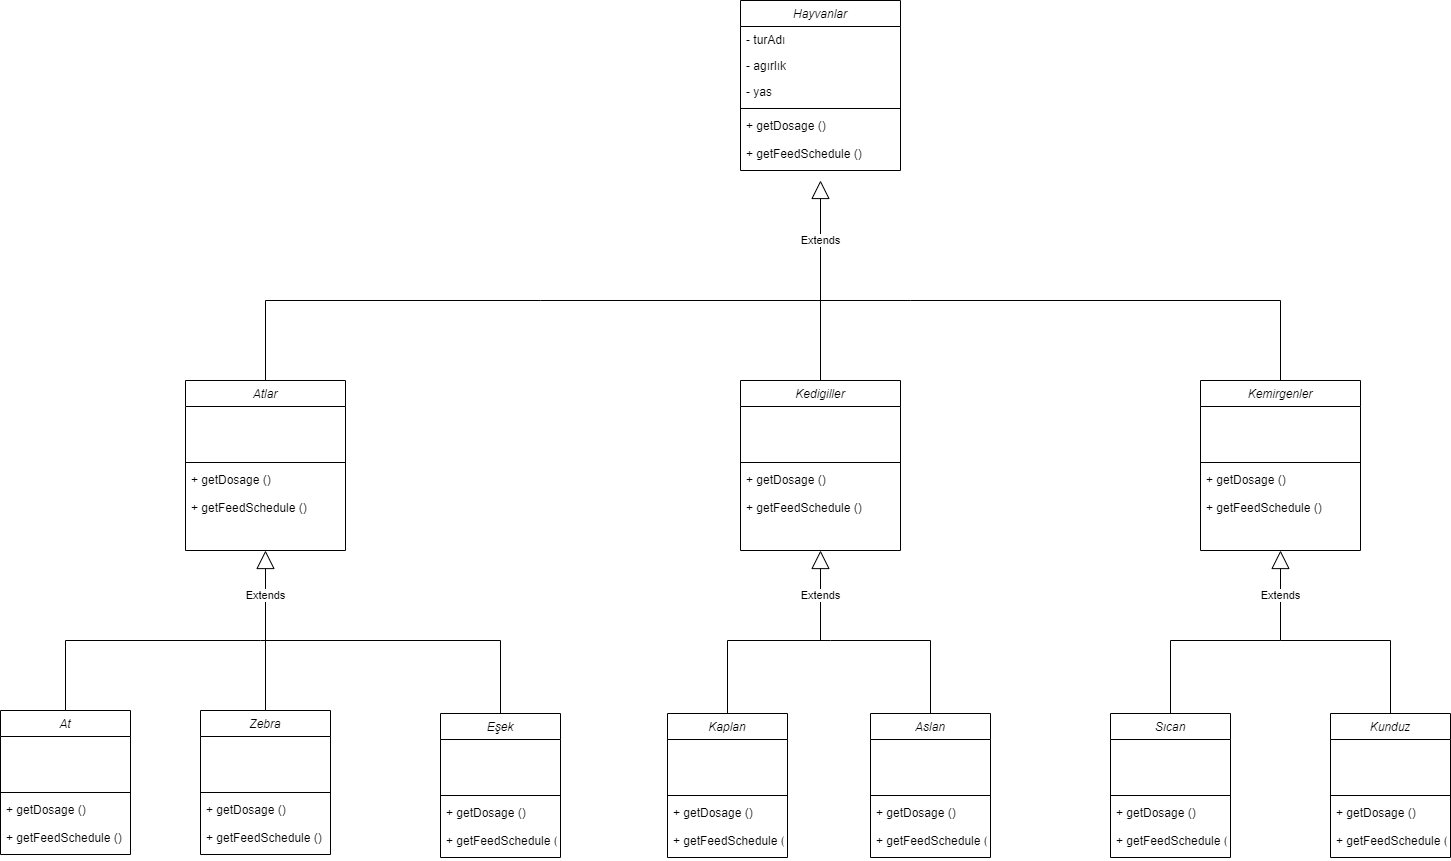 Hayvanlar
- turAdı
- agırlık
- yas
+ getDosage ()
+ getFeedSchedule ()
Extends
Atlar
+ getDosage ()
+ getFeedSchedule ()
Kedigiller
+ getDosage ()
+ getFeedSchedule ()
Kemirgenler
+ getDosage ()
+ getFeedSchedule ()
Extends
Extends
Extends
At
+ getDosage ()
+ getFeedSchedule ()
Zebra
+ getDosage ()
+ getFeedSchedule ()
Eşek
+ getDosage ()
+ getFeedSchedule (
Kaplan
+ getDosage ()
+ getFeedSchedule (
Aslan
+ getDosage ()
+ getFeedSchedule (
Sıcan
+ getDosage ()
+ getFeedSchedule (
Kunduz
+ getDosage ()
+ getFeedSchedule (